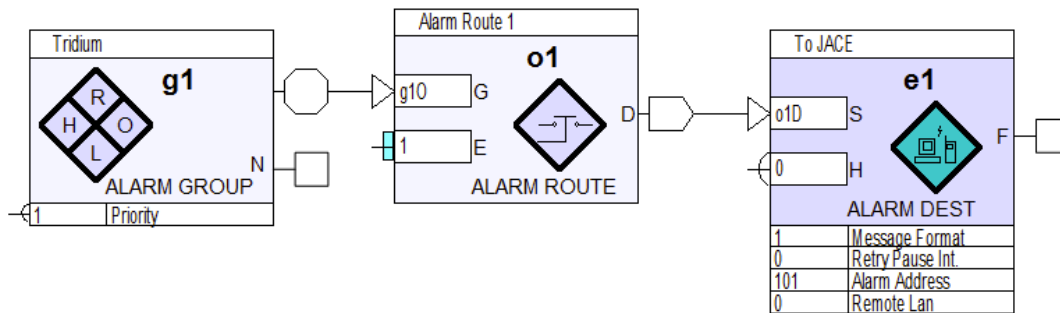 Tridium
g1
R
H O
L
N
ALARM GROUP
1 Priority
Alarm Route 1
o1
g1O G
D
1 E
ALARM ROUTE
To JACE
e1
o1D S
F
0 H
ALARM DEST
1 Message Format
0 Retry Pause Int.
101 Alarm Address
0 Remote Lan